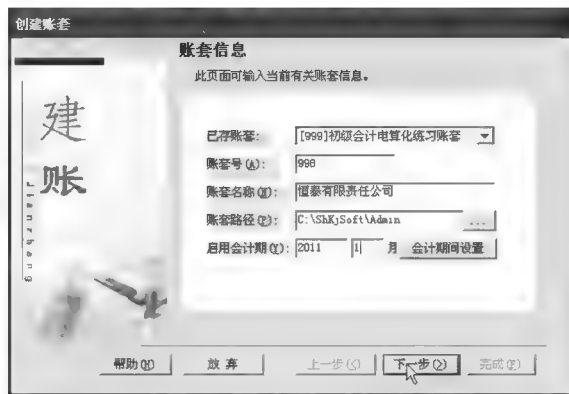 创建账套
账套信息
此页面可输入当前有关账套信息。
建
账
Jianzhang
已存账套: [999]初级会计电算化练习账套
账套号(A): 998
账套名称(N): 恒泰有限责任公司
账套路径(P): C:\ShKjSoft\Admin ...
启用会计期(Y): 2011 1 月 会计期间设置
帮助(H) 放弃 上一步(<) 下一步(>) 完成(F)